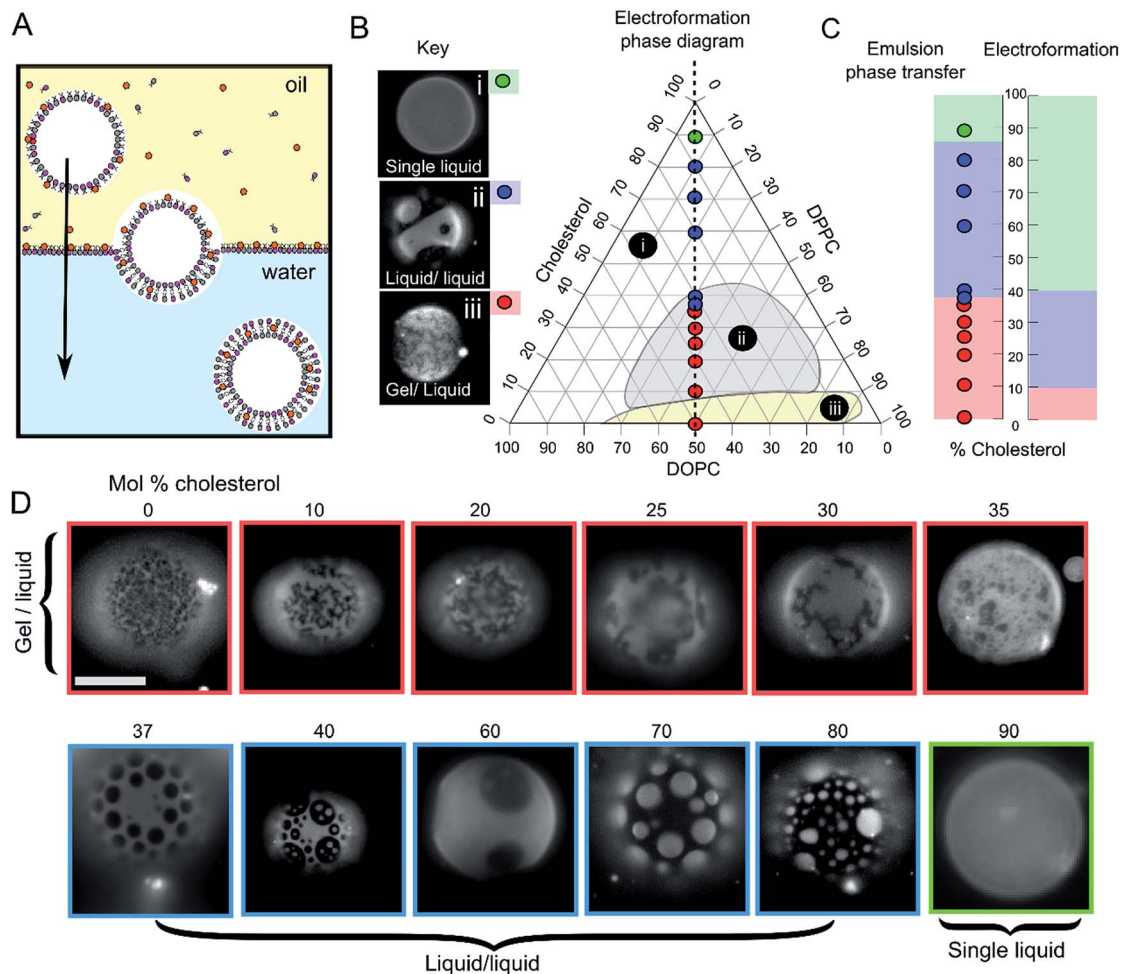 A
oil
water
B
Key
i
Single liquid
ii
Liquid/ liquid
iii
Gel/ Liquid
Electroformation
phase diagram
Cholesterol
100
90
80
70
60
50
40
30
20
10
0
DPPC
0
10
20
30
40
50
60
70
80
90
100
i
ii
iii
100 90 80 70 60 50 40 30 20 10 0
DOPC
C
Emulsion
phase transfer
Electroformation
100
90
80
70
60
50
40
30
20
10
0
% Cholesterol
D
Mol % cholesterol
0 10 20 25 30 35
Gel / liquid
37 40 60 70 80 90
Liquid/liquid
Single liquid